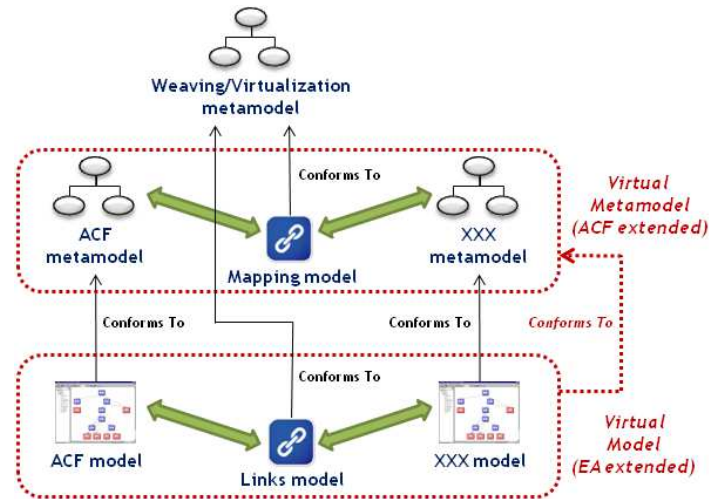 Weaving/Virtualization
metamodel
Conforms To
ACF
metamodel
Mapping model
XXX
metamodel
Virtual
Metamodel
(ACF extended)
Conforms To
Conforms To
Conforms To
Conforms To
ACF model
Links model
XXX model
Virtual
Model
(EA extended)